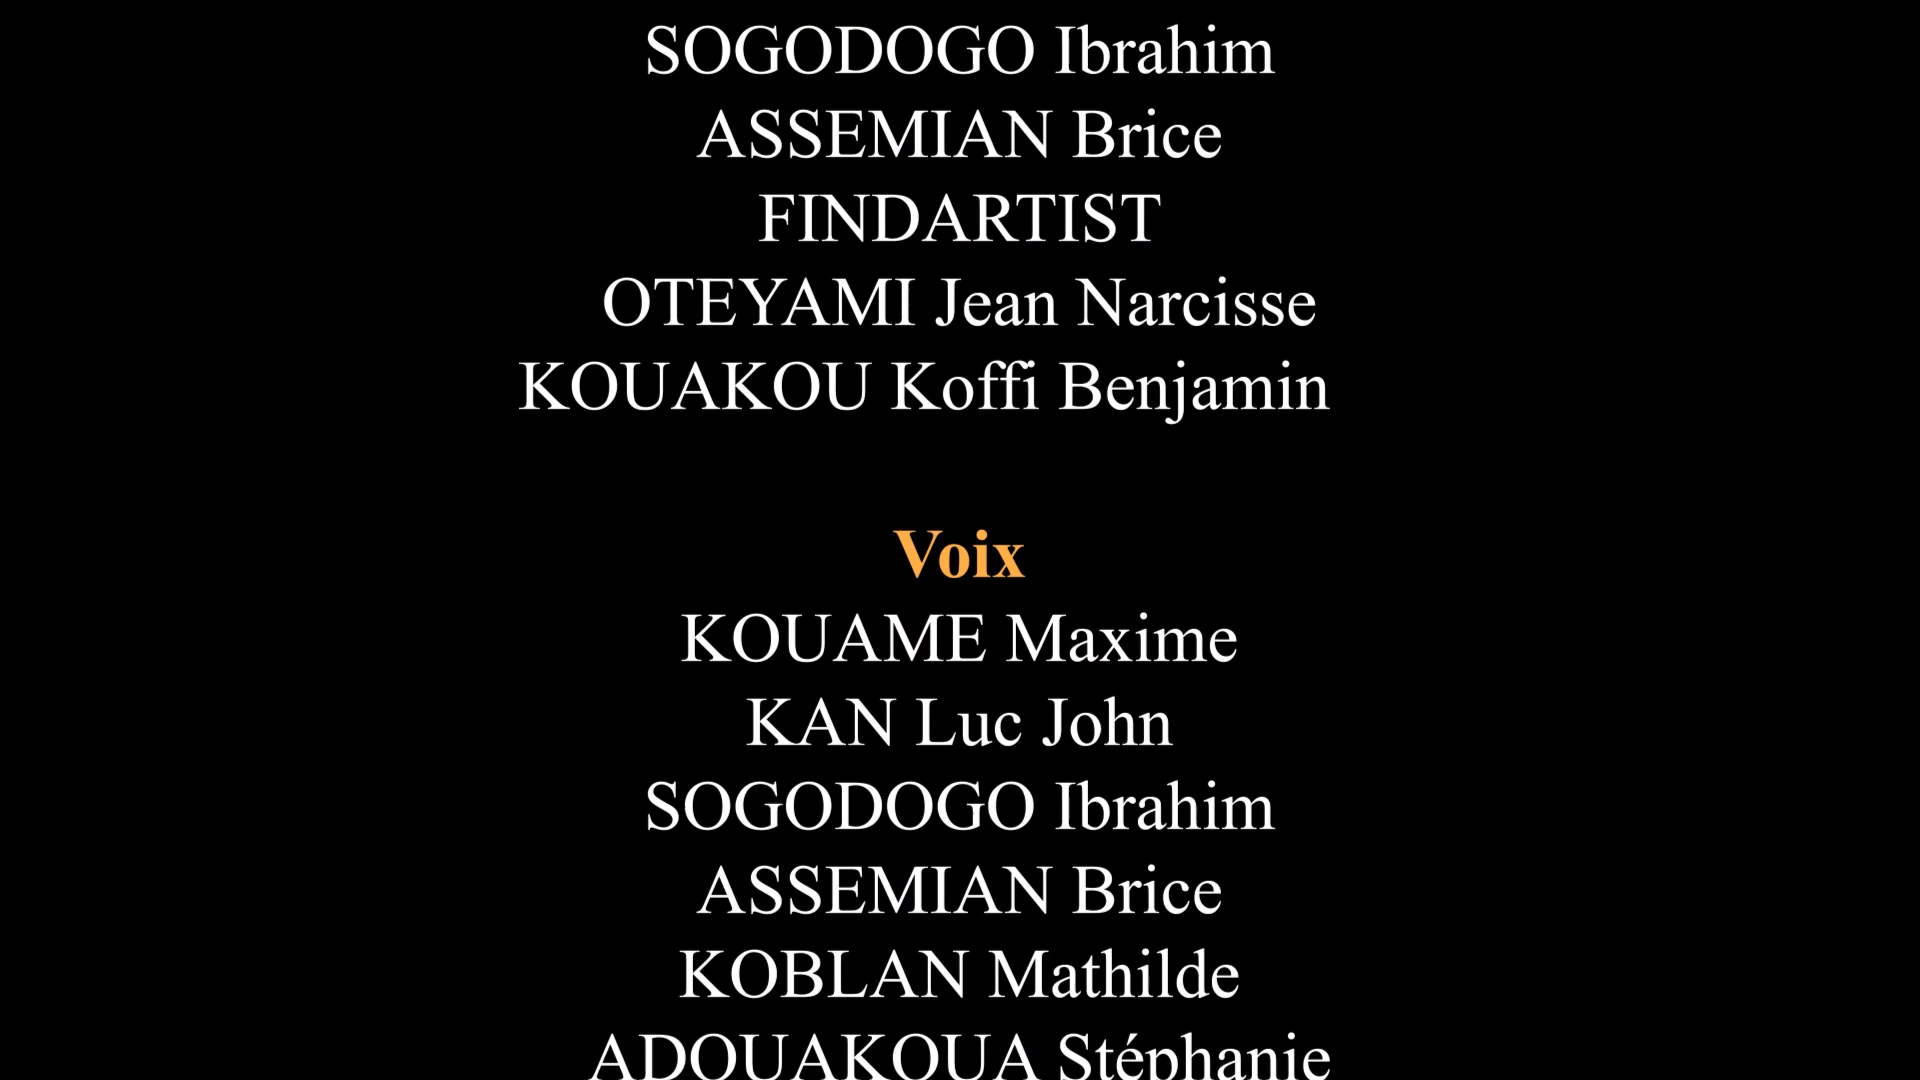 SOGODOGO Ibrahim
ASSEMIAN Brice
FINDARTIST
OTEYAMI Jean Narcisse
KOUAKOU Koffi Benjamin
Voix
KOUAME Maxime
KAN Luc John
SOGODOGO Ibrahim
ASSEMIAN Brice
KOBLAN Mathilde
ADOUAKOUA Stéphanie